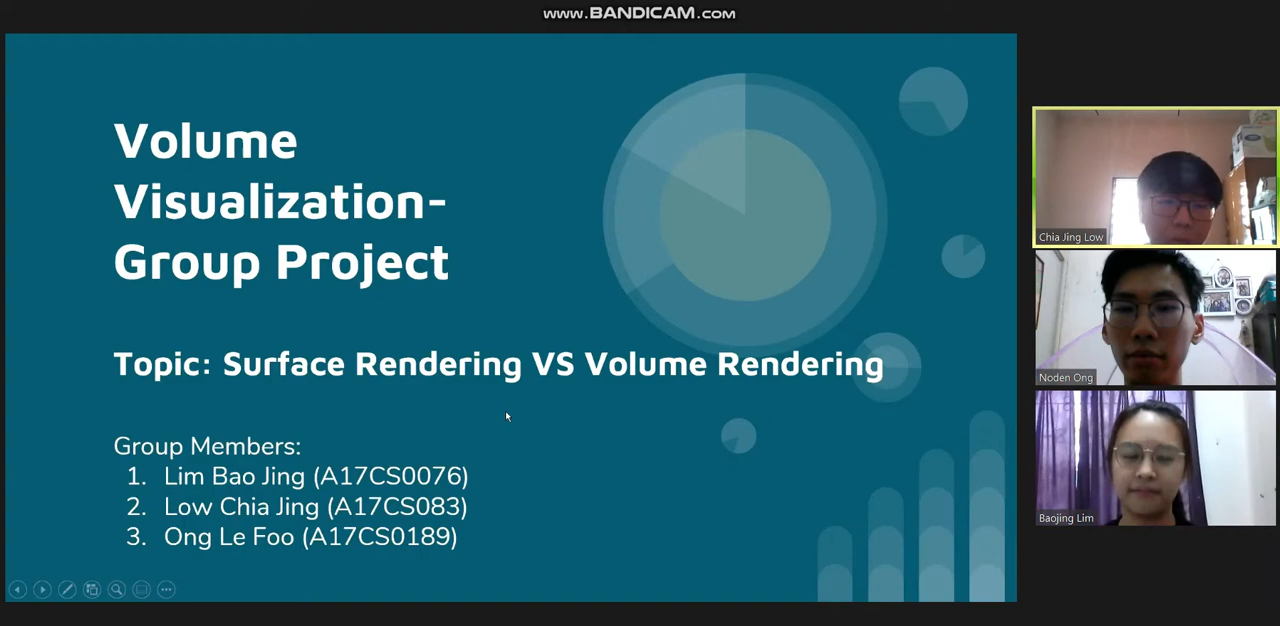 WWW.BANDICAM.COM
Volume
Visualization-
Group Project
Topic: Surface Rendering VS Volume Rendering
Group Members:
1. Lim Bao Jing (A17CS0076)
2. Low Chia Jing (A17CS083)
3. Ong Le Foo (A17CS0189)
Chia Jing Low
Noden Ong
Baojing Lim